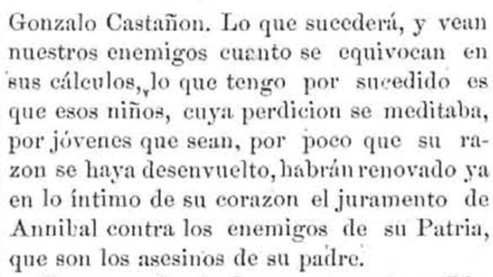 Gonzalo Castañon. Lo que sucederá, y vean
nuestros enemigos cuanto se equivocan en
sus cálculos, lo que tengo por sucedido es
que esos niños, cuya perdicion se meditaba,
por jóvenes que sean, por poco que su ra-
zon se haya desenvuelto, habrán renovado ya
en lo íntimo de su corazon el juramento de
Annibal contra los enemigos de su Patria,
que son los asesinos de su padre.